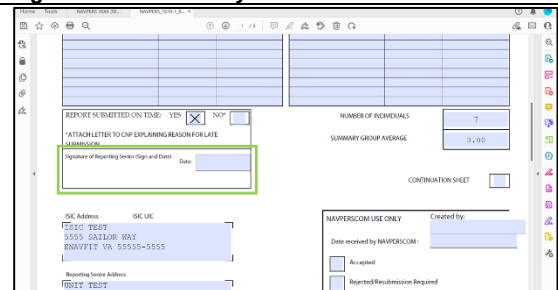 Home Tools
REPORT SUBMITTED ON TIME: YES X NO*
*ATTACH LETTER TO CNP EXPLAINING REASON FOR LATE
SUBMISSION
Signature of Reporting Senior (Sign and Date)
Date:
NUMBER OF INDIVIDUALS 7
SUMMARY GROUP AVERAGE 3.00
CONTINUATION SHEET
ISIC Address ISIC UIC
ISIC TEST
5555 SAILOR WAY
ENAVFIT VA 55555-5555
Reporting Senior Address
UNIT TEST
NAVPERSCOM USE ONLY Created by:
Date received by NAVPERSCOM:
Accepted
Rejected/Resubmission Required